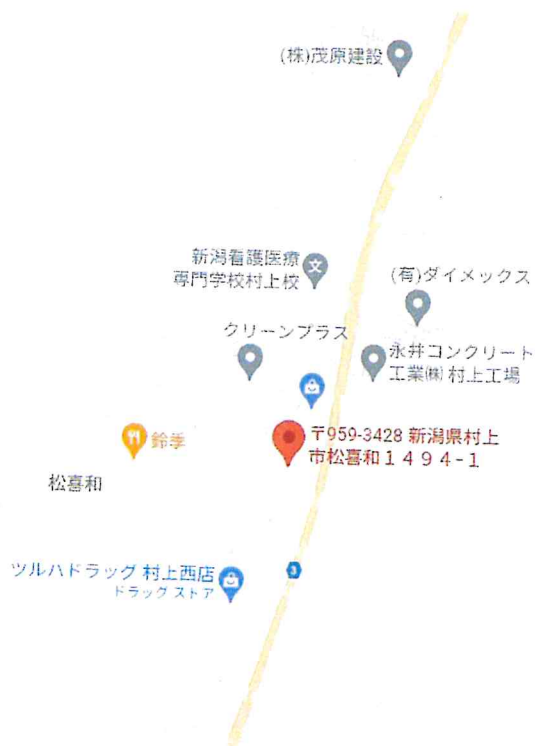 (株)茂原建設
新潟看護医療
専門学校村上校
(有)ダイメックス
クリーンプラス
永井コンクリート
工業㈱ 村上工場
鈴季
〒959-3428 新潟県村上
市松喜和1494-1
松喜和
ツルハドラッグ 村上西店
ドラッグストア
3